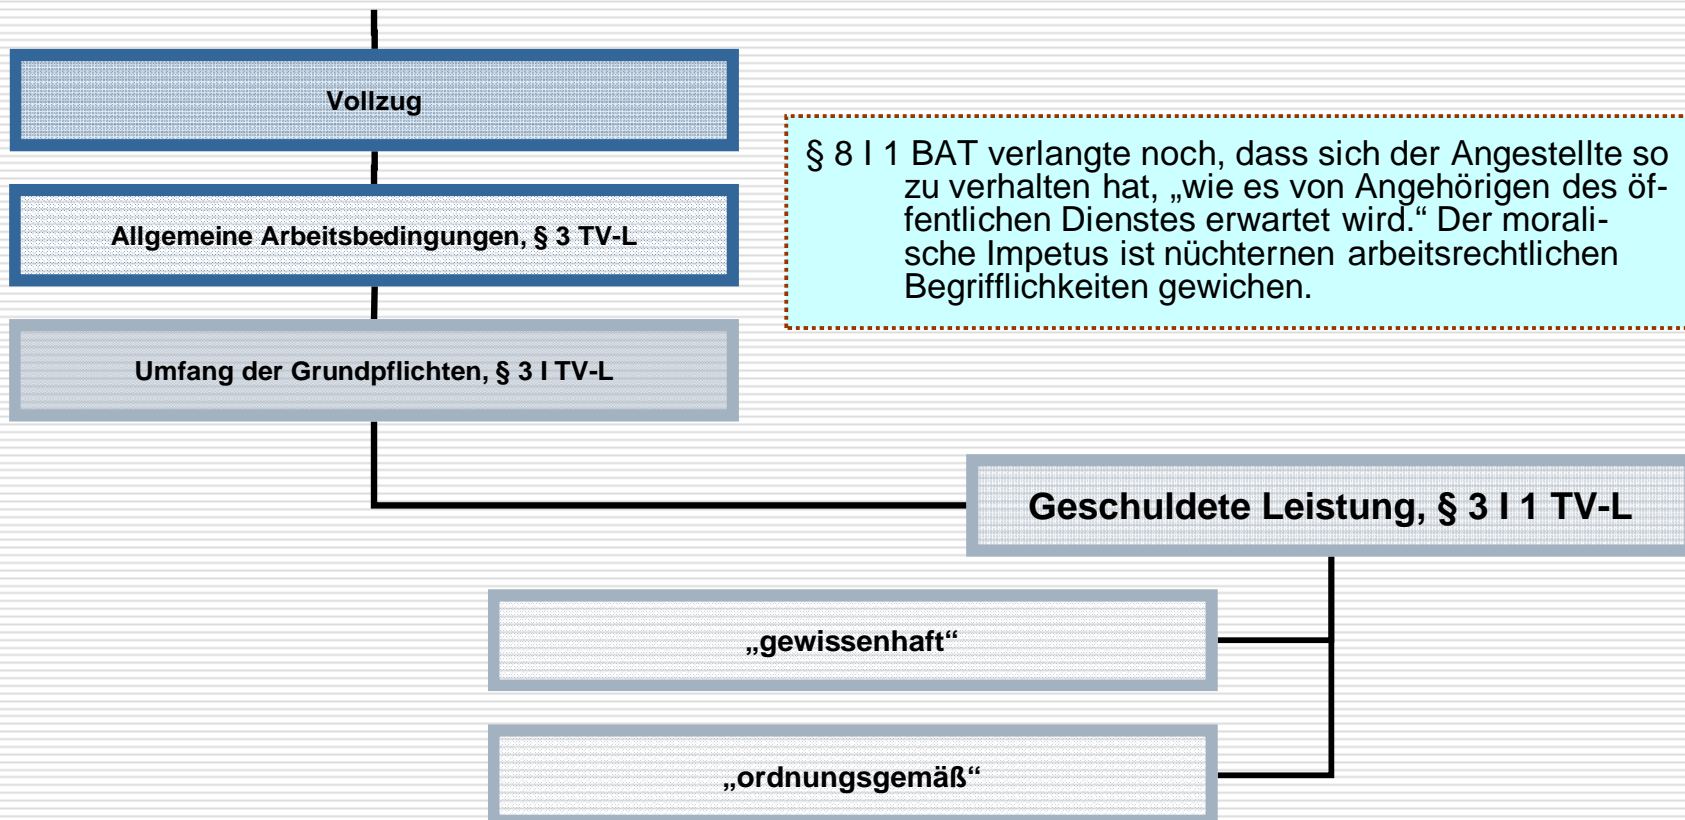 Vollzug
§ 8 I 1 BAT verlangte noch, dass sich der Angestellte so
zu verhalten hat, „wie es von Angehörigen des öf-
fentlichen Dienstes erwartet wird.“ Der morali-
sche Impetus ist nüchternen arbeitsrechtlichen
Begrifflichkeiten gewichen.
Allgemeine Arbeitsbedingungen, § 3 TV-L
Umfang der Grundpflichten, § 3 I TV-L
Geschuldete Leistung, § 3 I 1 TV-L
„gewissenhaft“
„ordnungsgemäß“